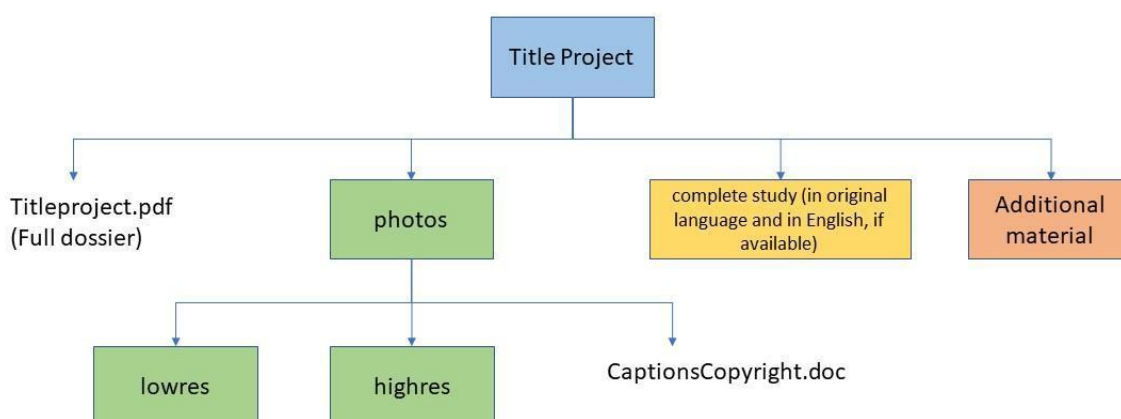 Title Project
Titleproject.pdf
(Full dossier)
photos
complete study (in original
language and in English, if
available)
Additional
material
lowres
highres
CaptionsCopyright.doc